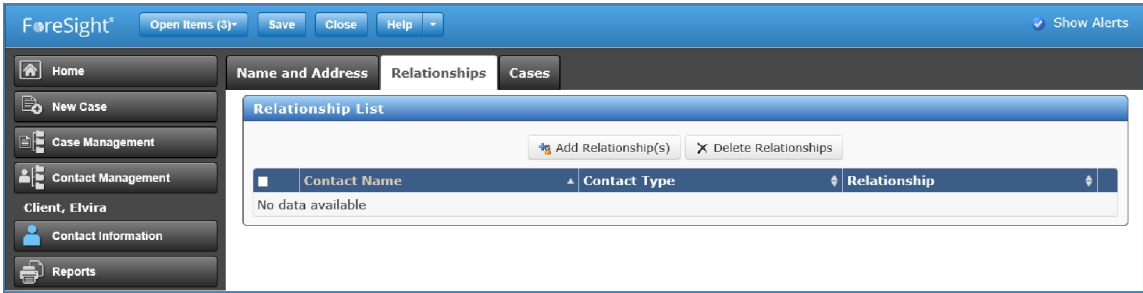 ForeSight® Open Items (3) Save Close Help Show Alerts
Home
New Case
Case Management
Contact Management
Client, Elvira
Contact Information
Reports
Name and Address Relationships Cases
Relationship List
Add Relationship(s) Delete Relationships
Contact Name Contact Type Relationship
No data available